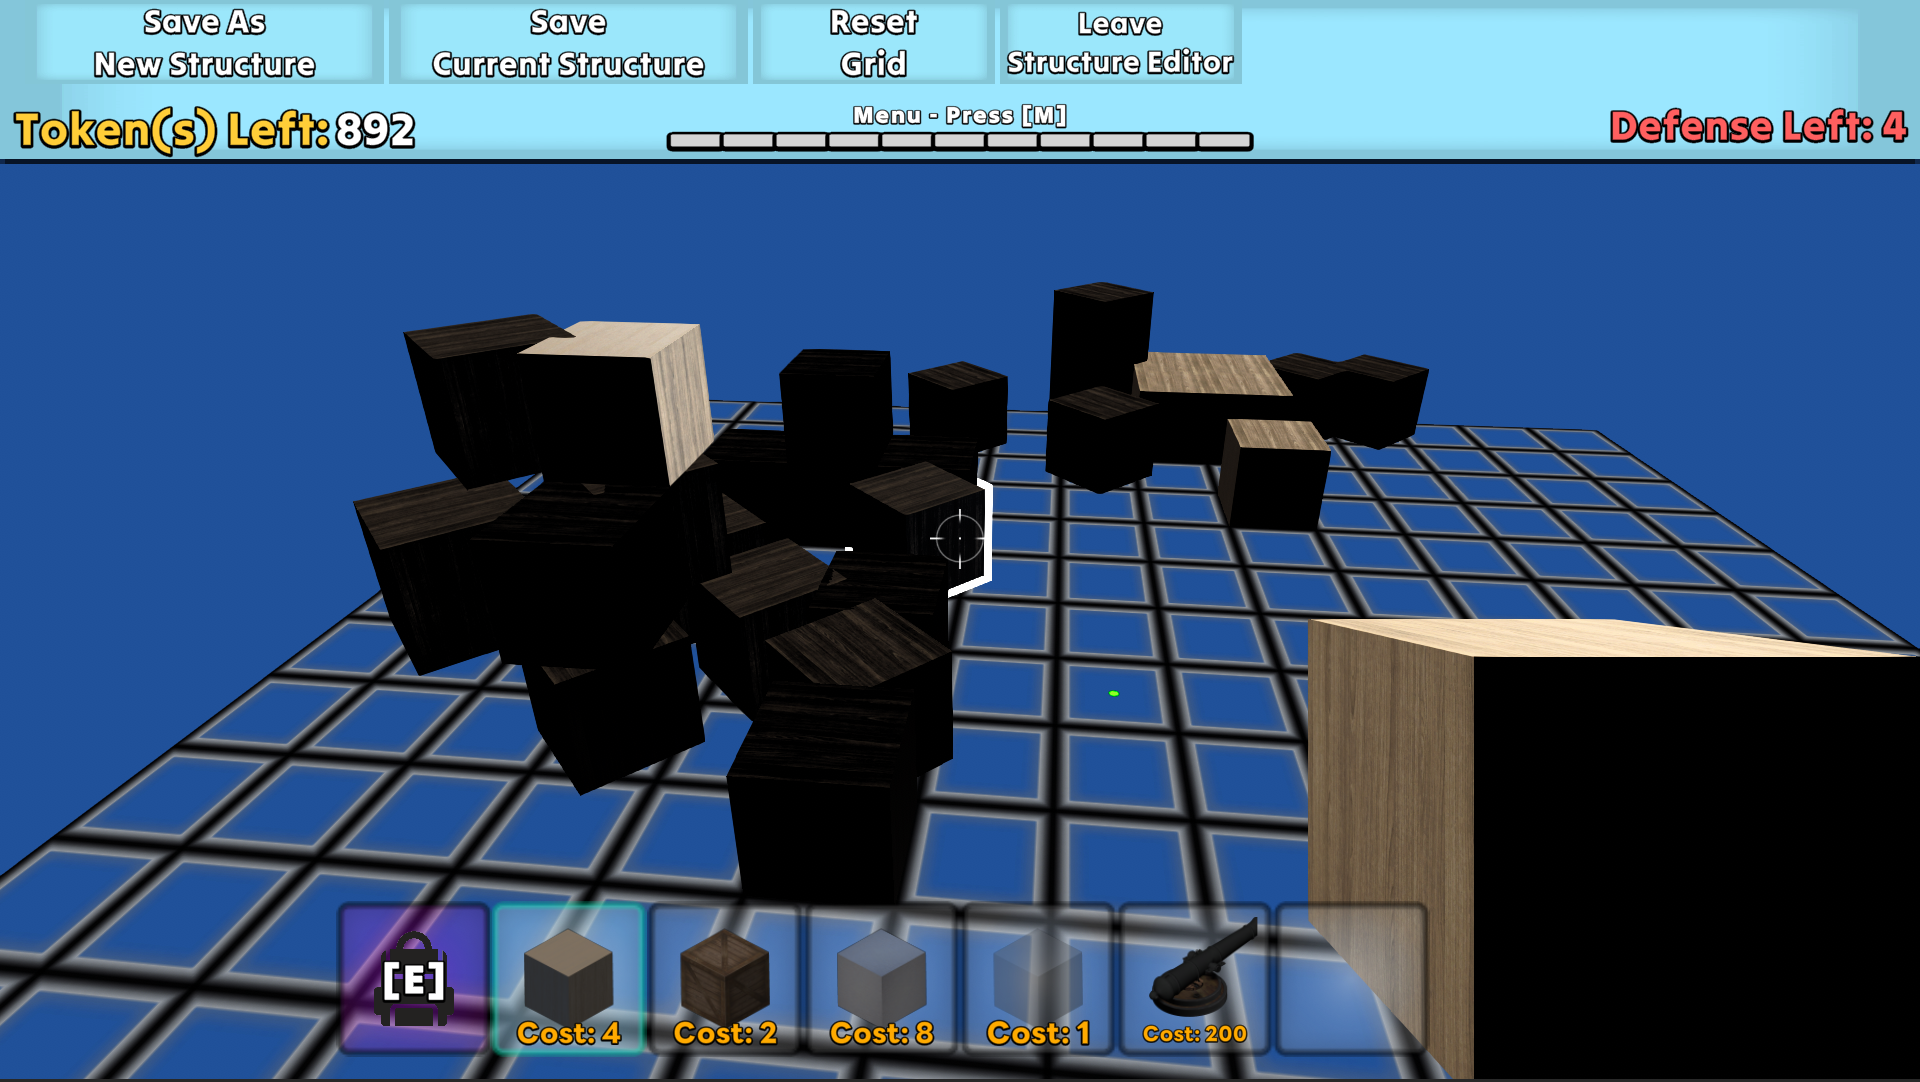 Save As
New Structure
Save
Current Structure
Reset
Grid
Leave
Structure Editor
Token(s) Left: 892
Menu - Press [M]
Defense Left: 4
[E]
Cost: 4
Cost: 2
Cost: 8
Cost: 1
Cost: 200